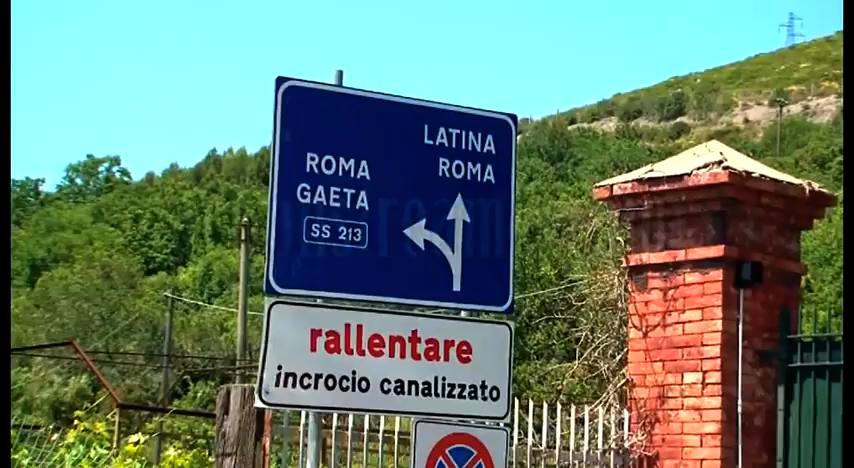 LATINA
ROMA
ROMA
GAETA
SS 213
rallentare
incrocio canalizzato